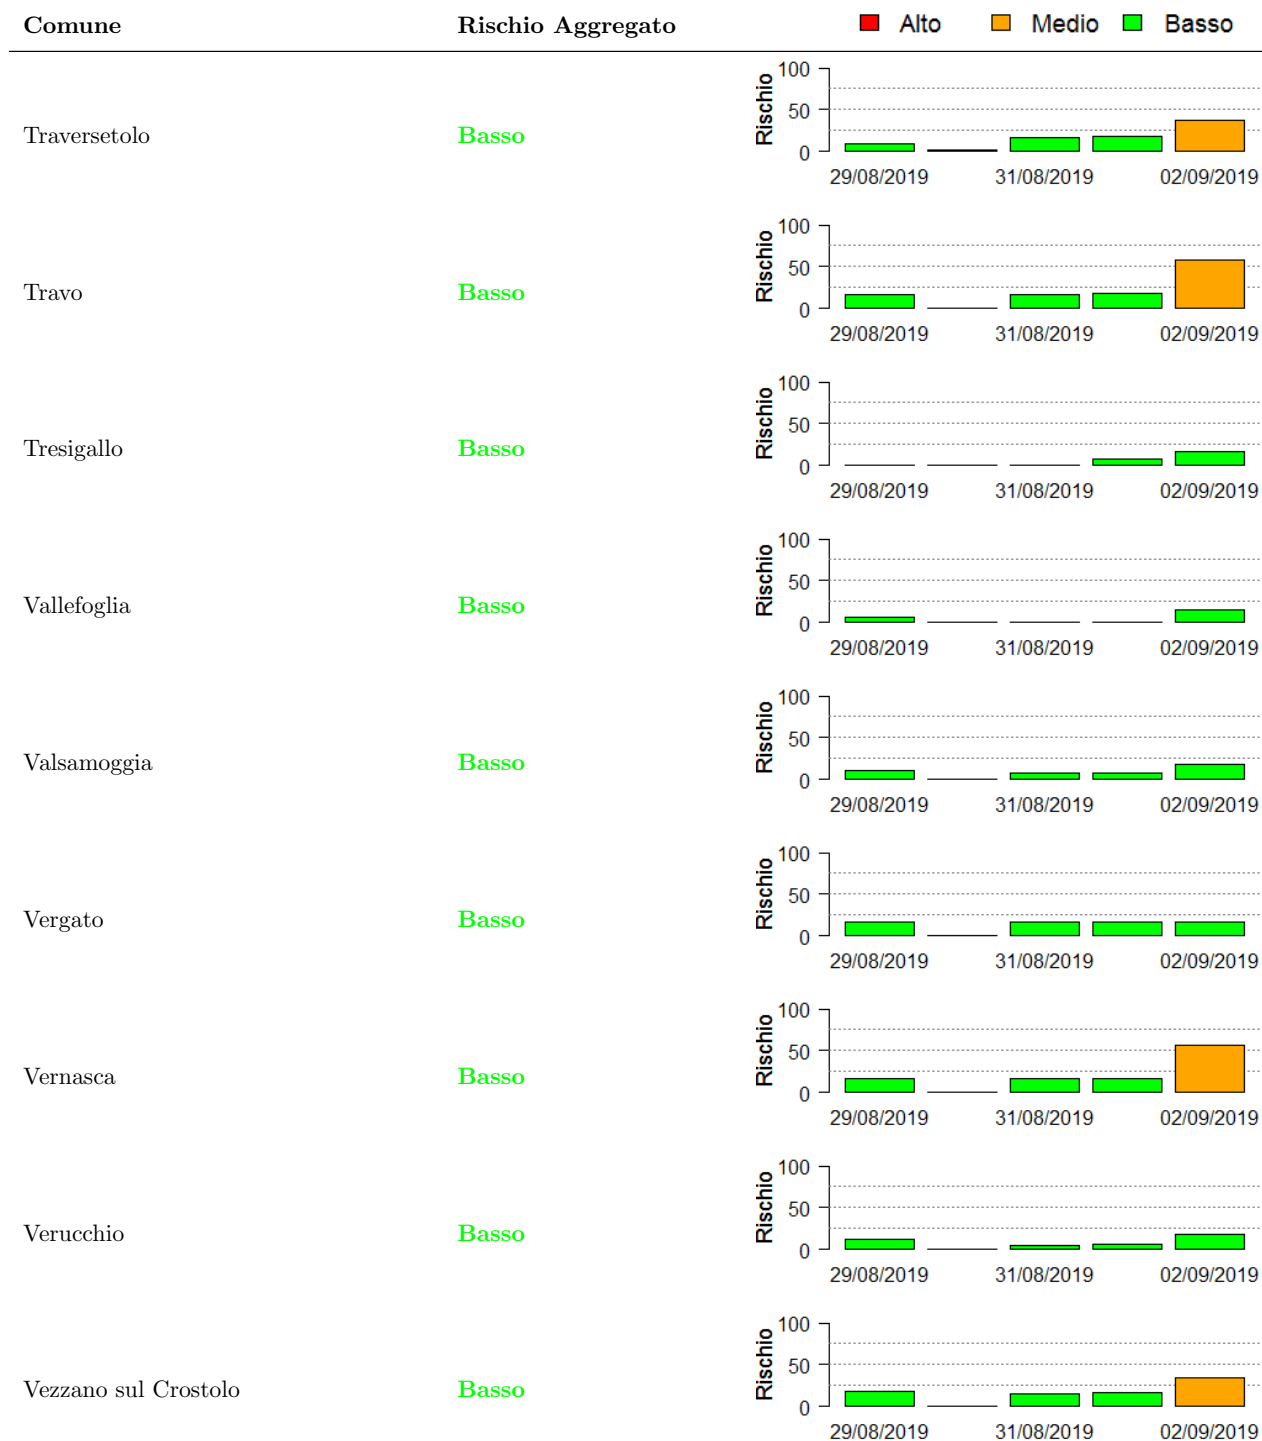 Comune Rischio Aggregato Alto Medio Basso
Traversetolo Basso
Rischio
100
50
0
29/08/2019 31/08/2019 02/09/2019
Travo Basso
Rischio
100
50
0
29/08/2019 31/08/2019 02/09/2019
Tresigallo Basso
Rischio
100
50
0
29/08/2019 31/08/2019 02/09/2019
Vallefoglia Basso
Rischio
100
50
0
29/08/2019 31/08/2019 02/09/2019
Valsamoggia Basso
Rischio
100
50
0
29/08/2019 31/08/2019 02/09/2019
Vergato Basso
Rischio
100
50
0
29/08/2019 31/08/2019 02/09/2019
Vernasca Basso
Rischio
100
50
0
29/08/2019 31/08/2019 02/09/2019
Verucchio Basso
Rischio
100
50
0
29/08/2019 31/08/2019 02/09/2019
Vezzano sul Crostolo Basso
Rischio
100
50
0
29/08/2019 31/08/2019 02/09/2019